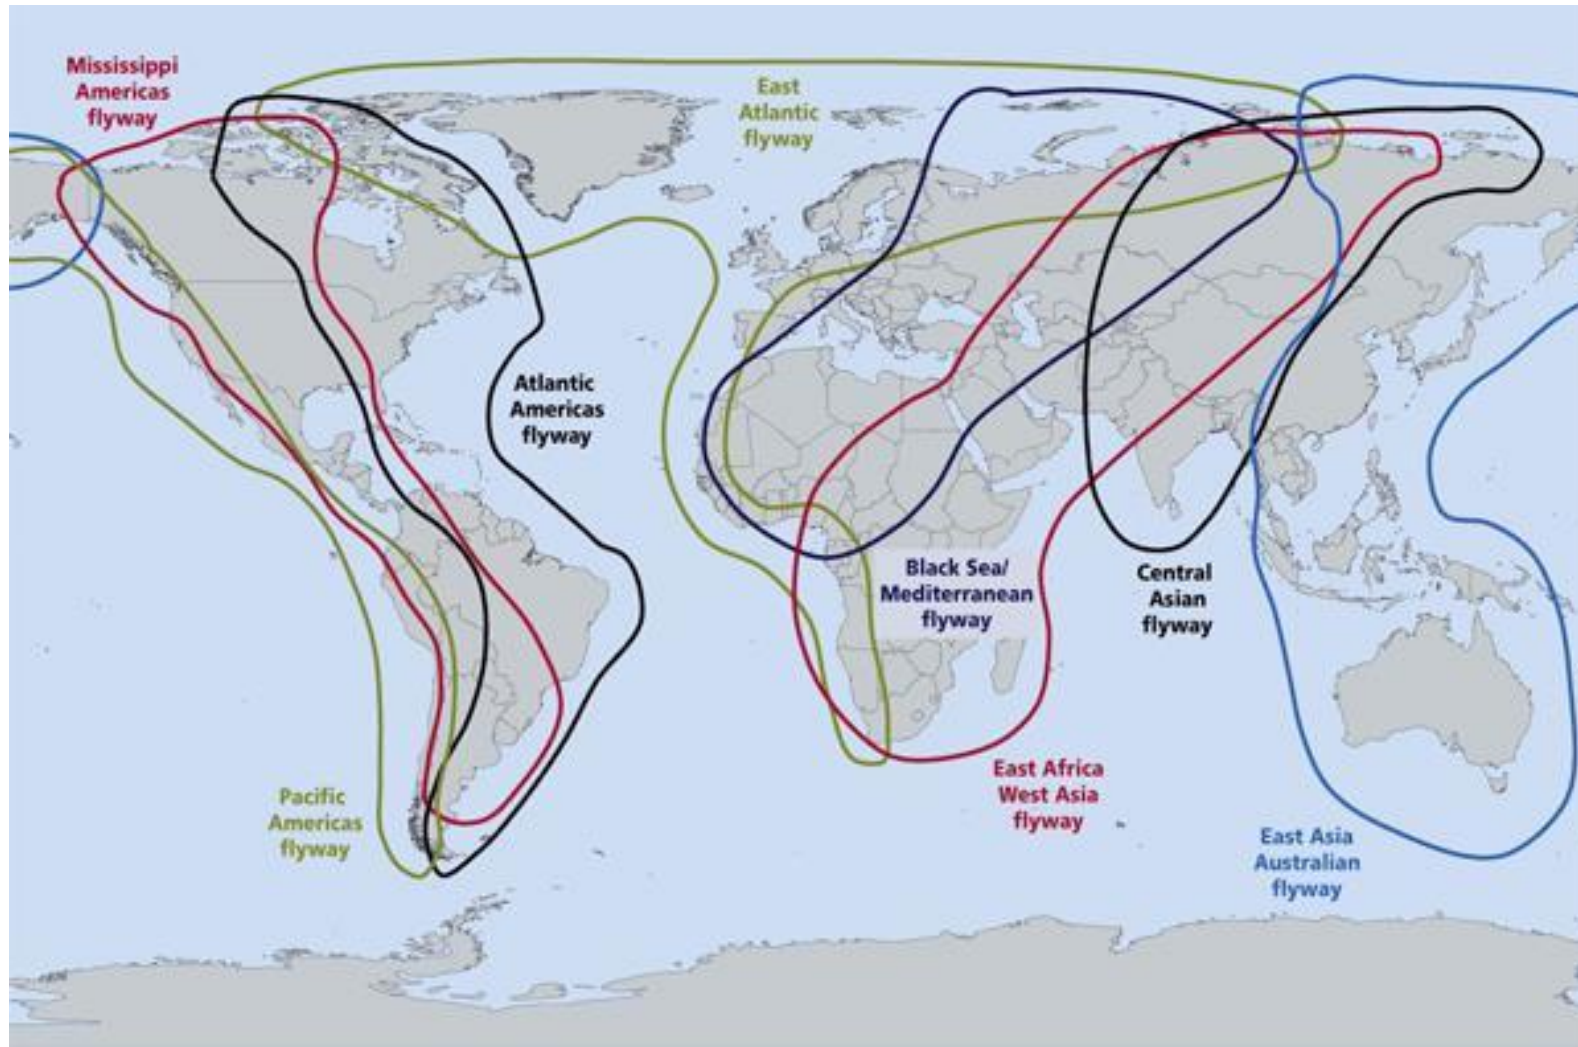 Mississippi
Americas
flyway
East
Atlantic
flyway
Atlantic
Americas
flyway
Black Sea/
Mediterranean
flyway
Central
Asian
flyway
Pacific
Americas
flyway
East Africa
West Asia
flyway
East Asia
Australian
flyway